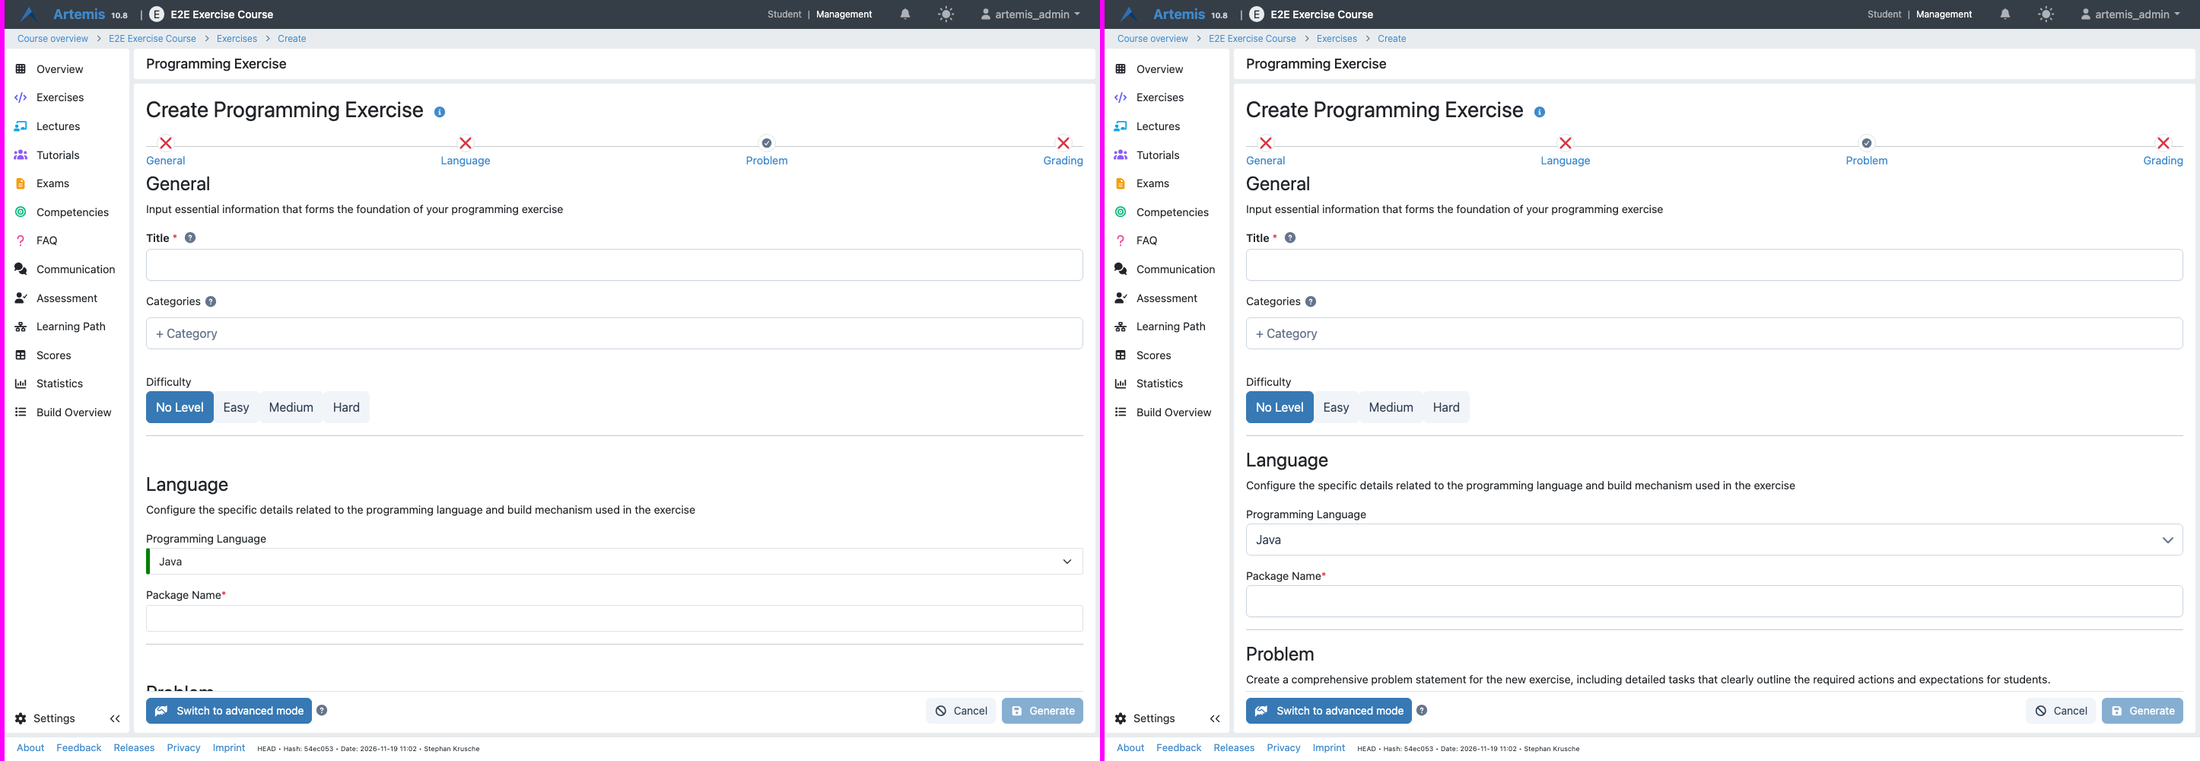 Artemis 10.8 | E E2E Exercise Course
Student | Management
artemis_admin
Course overview > E2E Exercise Course > Exercises > Create
Overview
Exercises
Lectures
Tutorials
Exams
Competencies
FAQ
Communication
Assessment
Learning Path
Scores
Statistics
Build Overview
Settings
Programming Exercise
Create Programming Exercise
General
Language
Problem
Grading
General
Input essential information that forms the foundation of your programming exercise
Title *
Categories
+ Category
Difficulty
No Level Easy Medium Hard
Language
Configure the specific details related to the programming language and build mechanism used in the exercise
Programming Language
Java
Package Name*
Problem
Switch to advanced mode
Cancel
Generate
About Feedback Releases Privacy Imprint HEAD • Hash: 54ec053 • Date: 2026-11-19 11:02 • Stephan Krusche
Artemis 10.8 | E E2E Exercise Course
Student | Management
artemis_admin
Course overview > E2E Exercise Course > Exercises > Create
Overview
Exercises
Lectures
Tutorials
Exams
Competencies
FAQ
Communication
Assessment
Learning Path
Scores
Statistics
Build Overview
Settings
Programming Exercise
Create Programming Exercise
General
Language
Problem
Grading
General
Input essential information that forms the foundation of your programming exercise
Title *
Categories
+ Category
Difficulty
No Level Easy Medium Hard
Language
Configure the specific details related to the programming language and build mechanism used in the exercise
Programming Language
Java
Package Name*
Problem
Create a comprehensive problem statement for the new exercise, including detailed tasks that clearly outline the required actions and expectations for students.
Switch to advanced mode
Cancel
Generate
About Feedback Releases Privacy Imprint HEAD • Hash: 54ec053 • Date: 2026-11-19 11:02 • Stephan Krusche